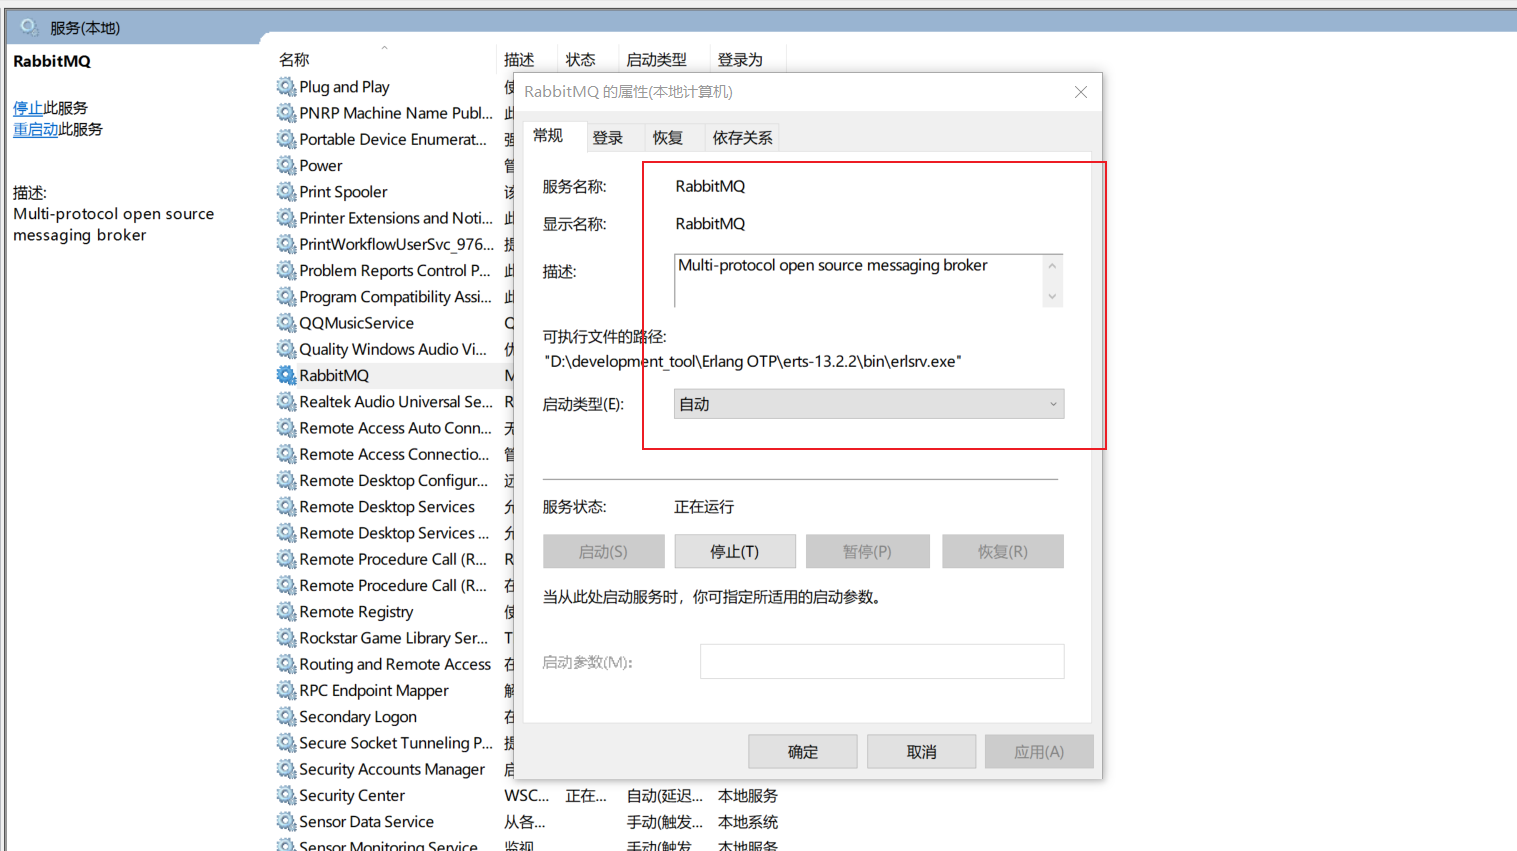 服务(本地)
RabbitMQ
停止此服务
重启动此服务
描述:
Multi-protocol open source
messaging broker
名称 描述 状态 启动类型 登录为
Plug and Play 使
PNRP Machine Name Publ... 此
Portable Device Enumerat... 强
Power 管
Print Spooler 该
Printer Extensions and Noti... 此
PrintWorkflowUserSvc_976... 提
Problem Reports Control P... 此
Program Compatibility Assi... 此
QQMusicService Q
Quality Windows Audio Vi... 优
RabbitMQ M
Realtek Audio Universal Se... R
Remote Access Auto Conn... 无
Remote Access Connectio... 管
Remote Desktop Configur... 远
Remote Desktop Services 允
Remote Desktop Services ... 允
Remote Procedure Call (R... R
Remote Procedure Call (R... 在
Remote Registry 使
Rockstar Game Library Ser... T
Routing and Remote Access 在
RPC Endpoint Mapper 解
Secondary Logon 在
Secure Socket Tunneling P... 提
Security Accounts Manager 启
Security Center WSC... 正在... 自动(延迟... 本地服务
Sensor Data Service 从各... 手动(触发... 本地系统
Sensor Monitoring Service 监视 手动(触发 本地服务
RabbitMQ 的属性(本地计算机)
常规 登录 恢复 依存关系
服务名称: RabbitMQ
显示名称: RabbitMQ
描述: Multi-protocol open source messaging broker
可执行文件的路径:
"D:\development_tool\Erlang OTP\erts-13.2.2\bin\erlsrv.exe"
启动类型(E): 自动
服务状态: 正在运行
启动(S) 停止(T) 暂停(P) 恢复(R)
当从此处启动服务时，你可指定所适用的启动参数。
启动参数(M):
确定 取消 应用(A)